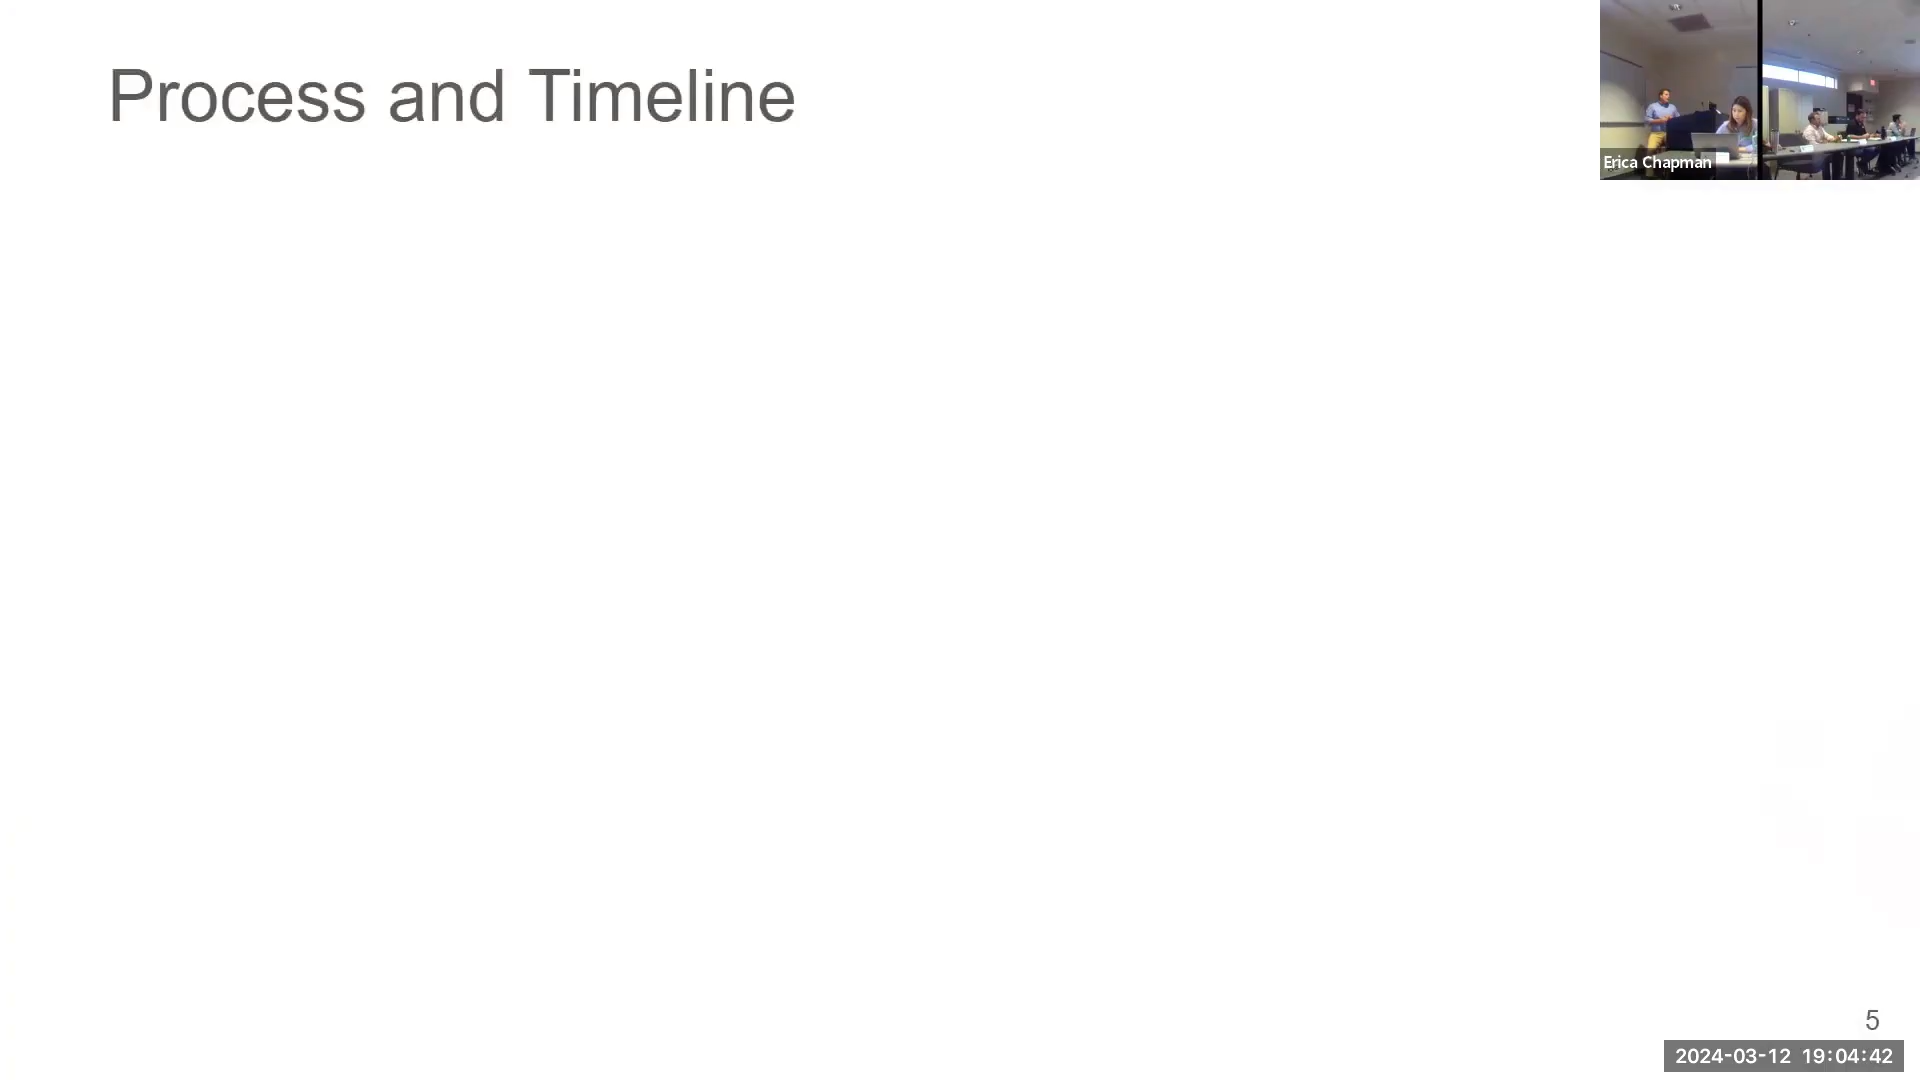 Process and Timeline
Erica Chapman
5
2024-03-12 19:04:42